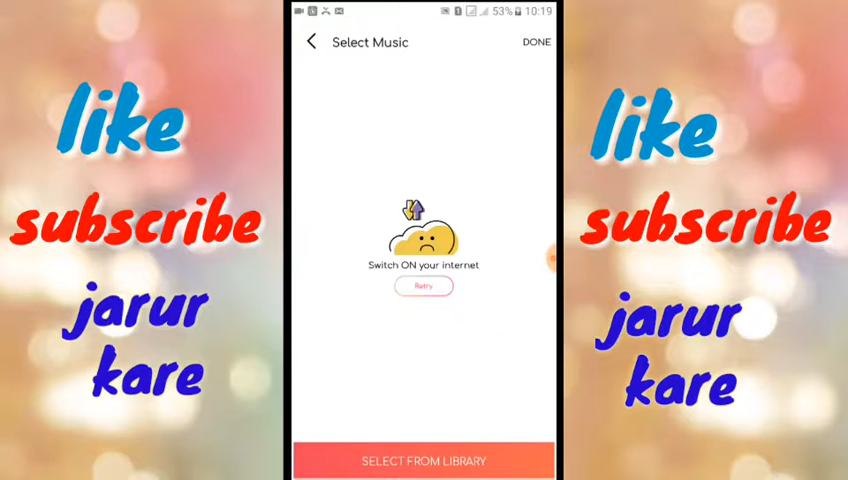 53% 10:19
Select Music DONE
like
subscribe
jarur
kare
Switch ON your internet
Retry
SELECT FROM LIBRARY
like
subscribe
jarur
kare